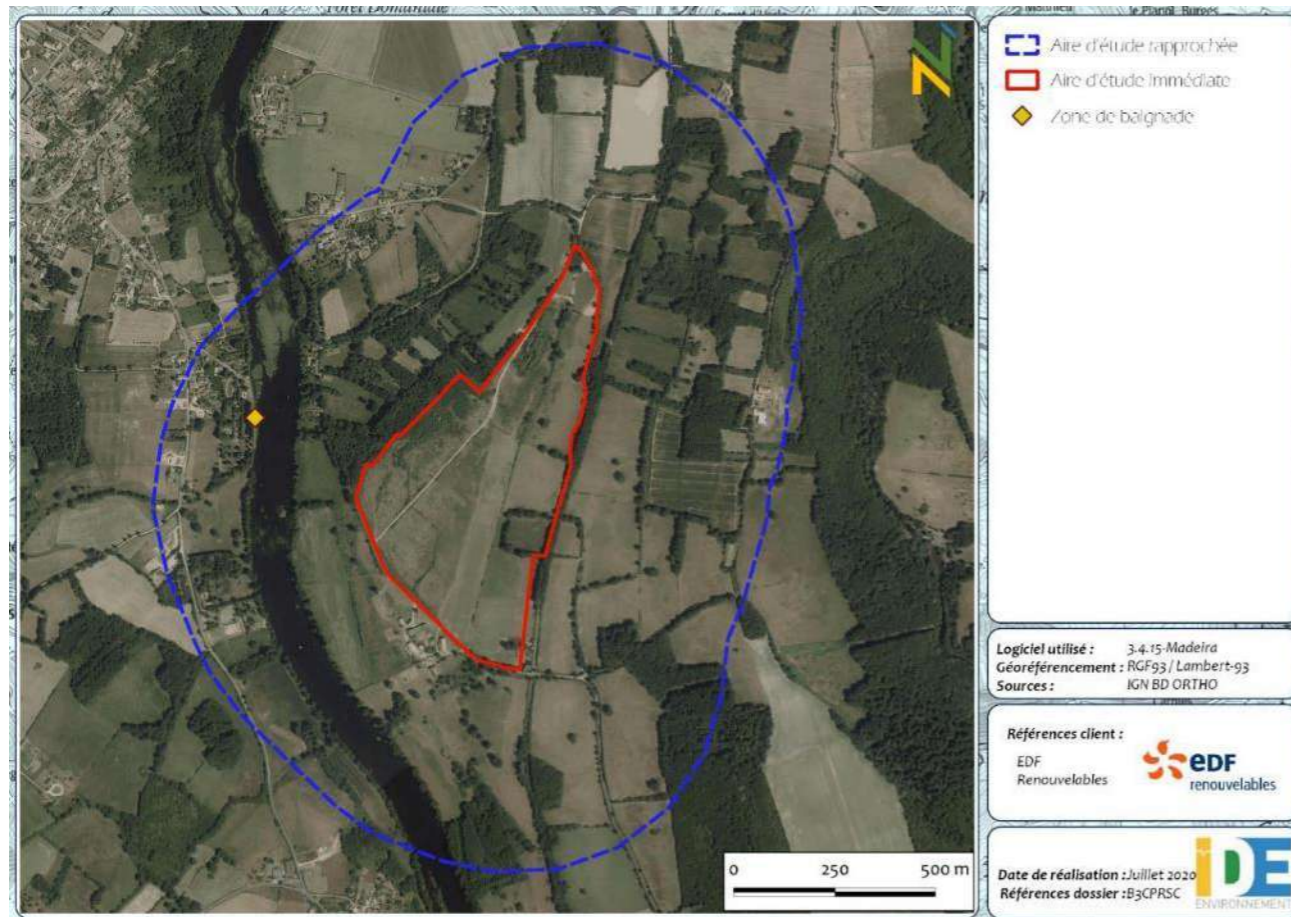 Aire d'étude rapprochée
Aire d'étude immédiate
Zone de baignade
Logiciel utilisé : 3.4.15-Madeira
Géoréférencement : RGF93 / Lambert-93
Sources : IGN BD ORTHO
Références client :
EDF
Renouvelables
eDF
renouvelables
0 250 500 m
Date de réalisation :Juillet 2020
Références dossier :B3CPRSC
iDE
ENVIRONNEMENT